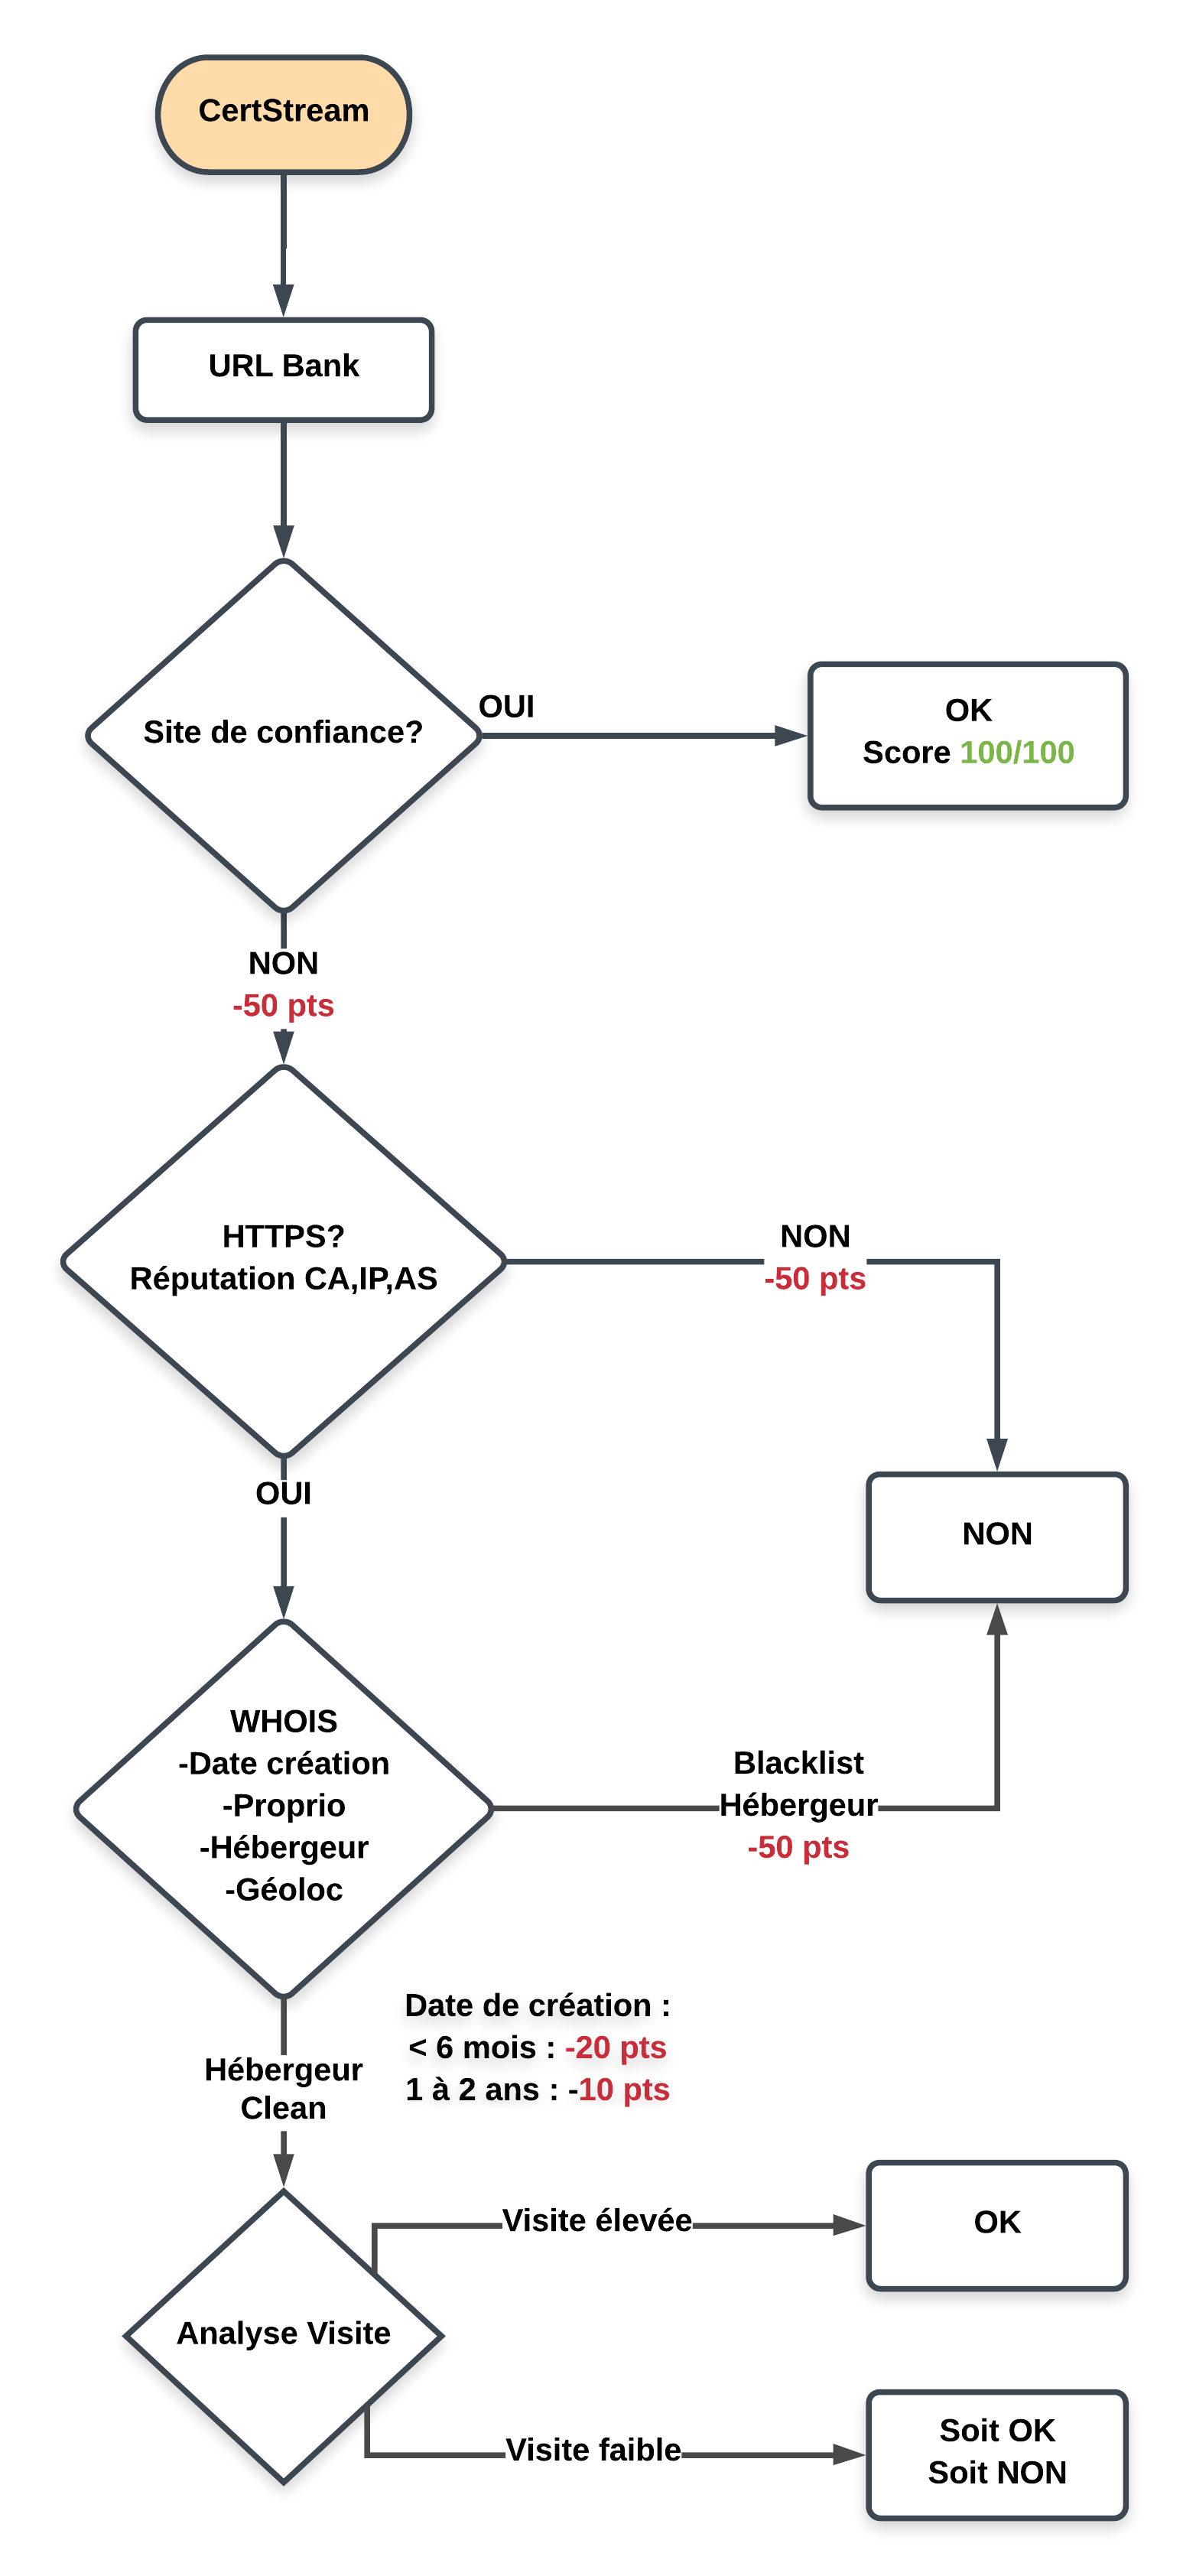 CertStream
URL Bank
Site de confiance?
OUI
OK
Score 100/100
NON
-50 pts
HTTPS?
Réputation CA,IP,AS
NON
-50 pts
OUI
NON
WHOIS
-Date création
-Proprio
-Hébergeur
-Géoloc
Blacklist
Hébergeur
-50 pts
Date de création :
< 6 mois : -20 pts
1 à 2 ans : -10 pts
Hébergeur
Clean
Visite élevée
OK
Analyse Visite
Visite faible
Soit OK
Soit NON